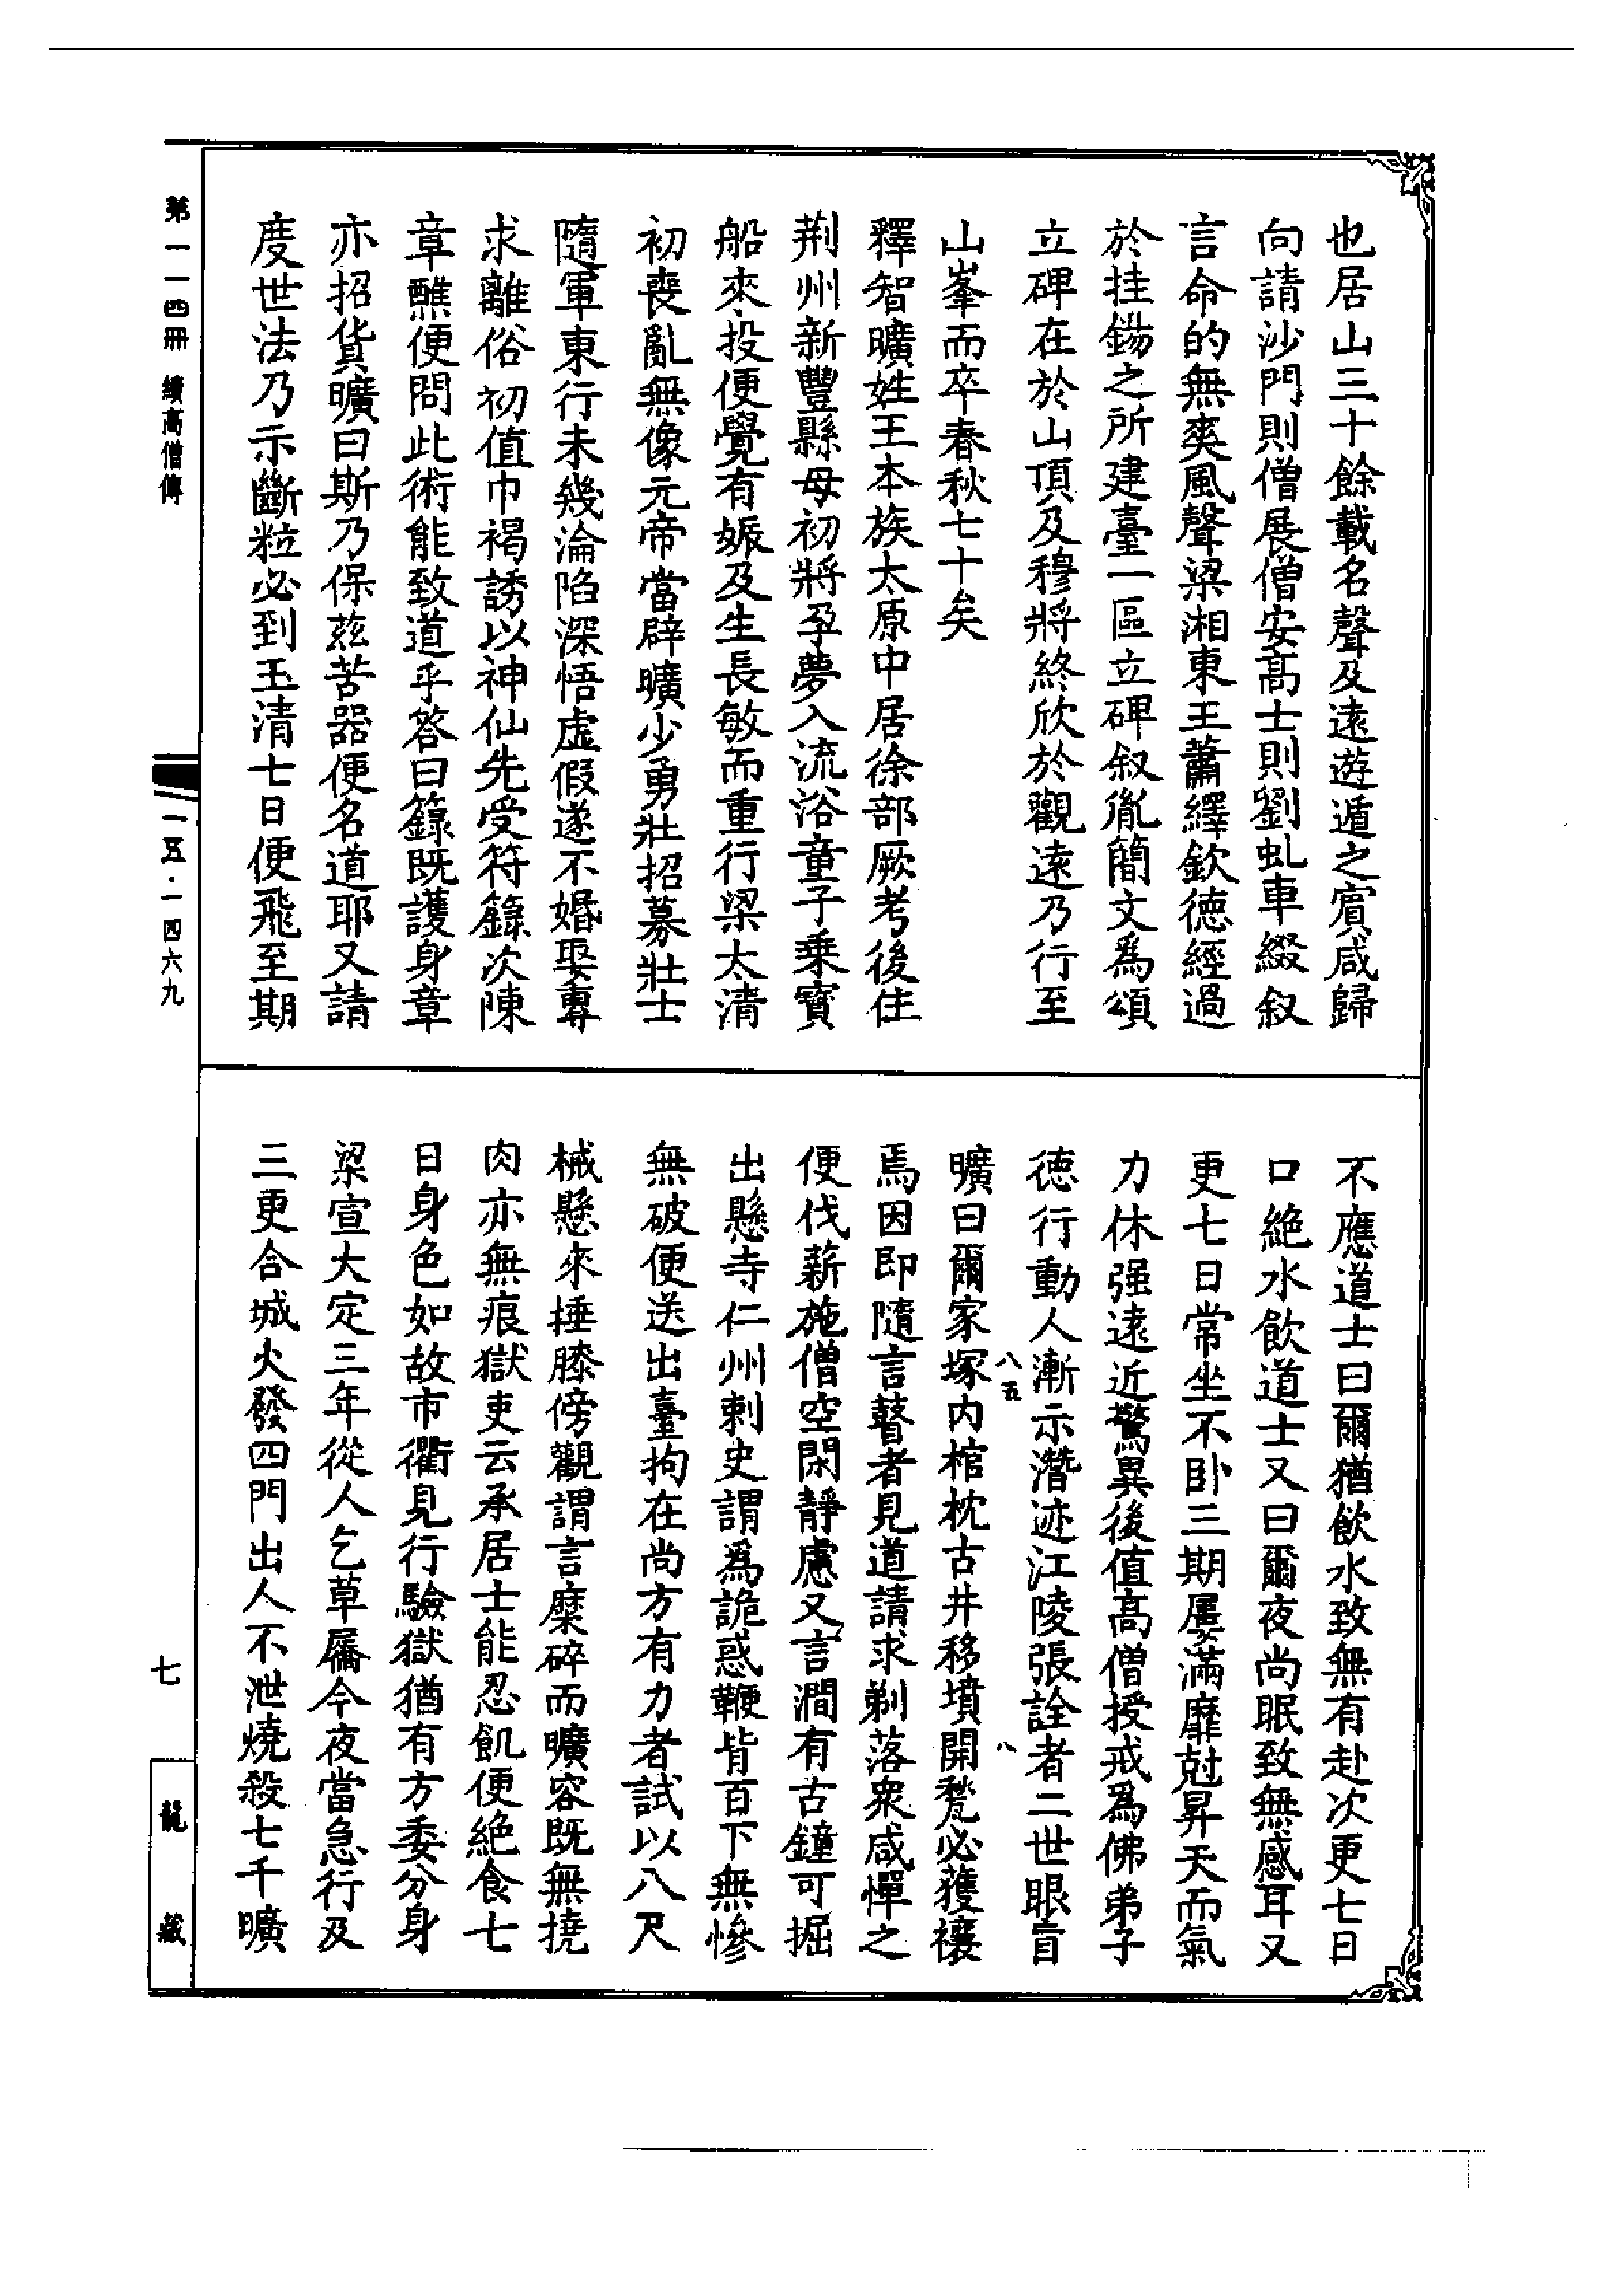 也居山三十餘載名聲及遠遊遁之賓咸歸
向請沙門則僧展僧安高士則劉虬車綴叙
言命的無爽風聲梁湘東王蕭繹欽德經過
於挂錫之所建臺一區立碑叙胤簡文為頌
立碑在於山頂及穆將終欣於觀遠乃行至
山峯而卒春秋七十矣
釋智曠姓王本族太原中居徐部厥考後住
荆州新豐縣母初將孕夢入流浴童子乘寶
船來投便覺有娠及生長敏而重行梁太清
初喪亂無像元帝當辟曠少勇壯招募壯士
隨軍東行未幾淪陷深悟虛假遂不婚娶專
求離俗初值巾褐誘以神仙先受符籙次陳
章醮便問此術能致道乎答曰籙既護身章
亦招貨曠曰斯乃保茲苦器便名道耶又請
度世法乃示斷粒必到玉清七日便飛至期
不應道士曰爾猶飲水致無有赴次更七日
口絕水飲道士又曰爾夜尚眠致無感耳又
更七日常坐不卧三期屢滿靡尅昇天而氣
力休强遠近驚異後值高僧授戒為佛弟子
德行動人漸示潛迹江陵張詮者二世眼盲
曠曰爾家塚内棺枕古井移墳開甃必獲禳
焉因即隨言瞽者見道請求剃落衆咸憚之
便伐薪施僧空閑靜慮又言澗有古鐘可掘
出懸寺仁州刺史謂為詭惑鞭背百下無慘
無破便送出臺拘在尚方有力者試以八尺
械懸來捶膝傍觀謂言糜碎而曠容既無撓
肉亦無痕獄吏云承居士能忍飢便絕食七
日身色如故市衢見行驗獄猶有方委分身
梁宣大定三年從人乞草屩今夜當急行及
三更合城火發四門出人不泄燒殺七千曠
八五
八
第一一四冊 續高僧傳
一五·一四六九
七
龍藏